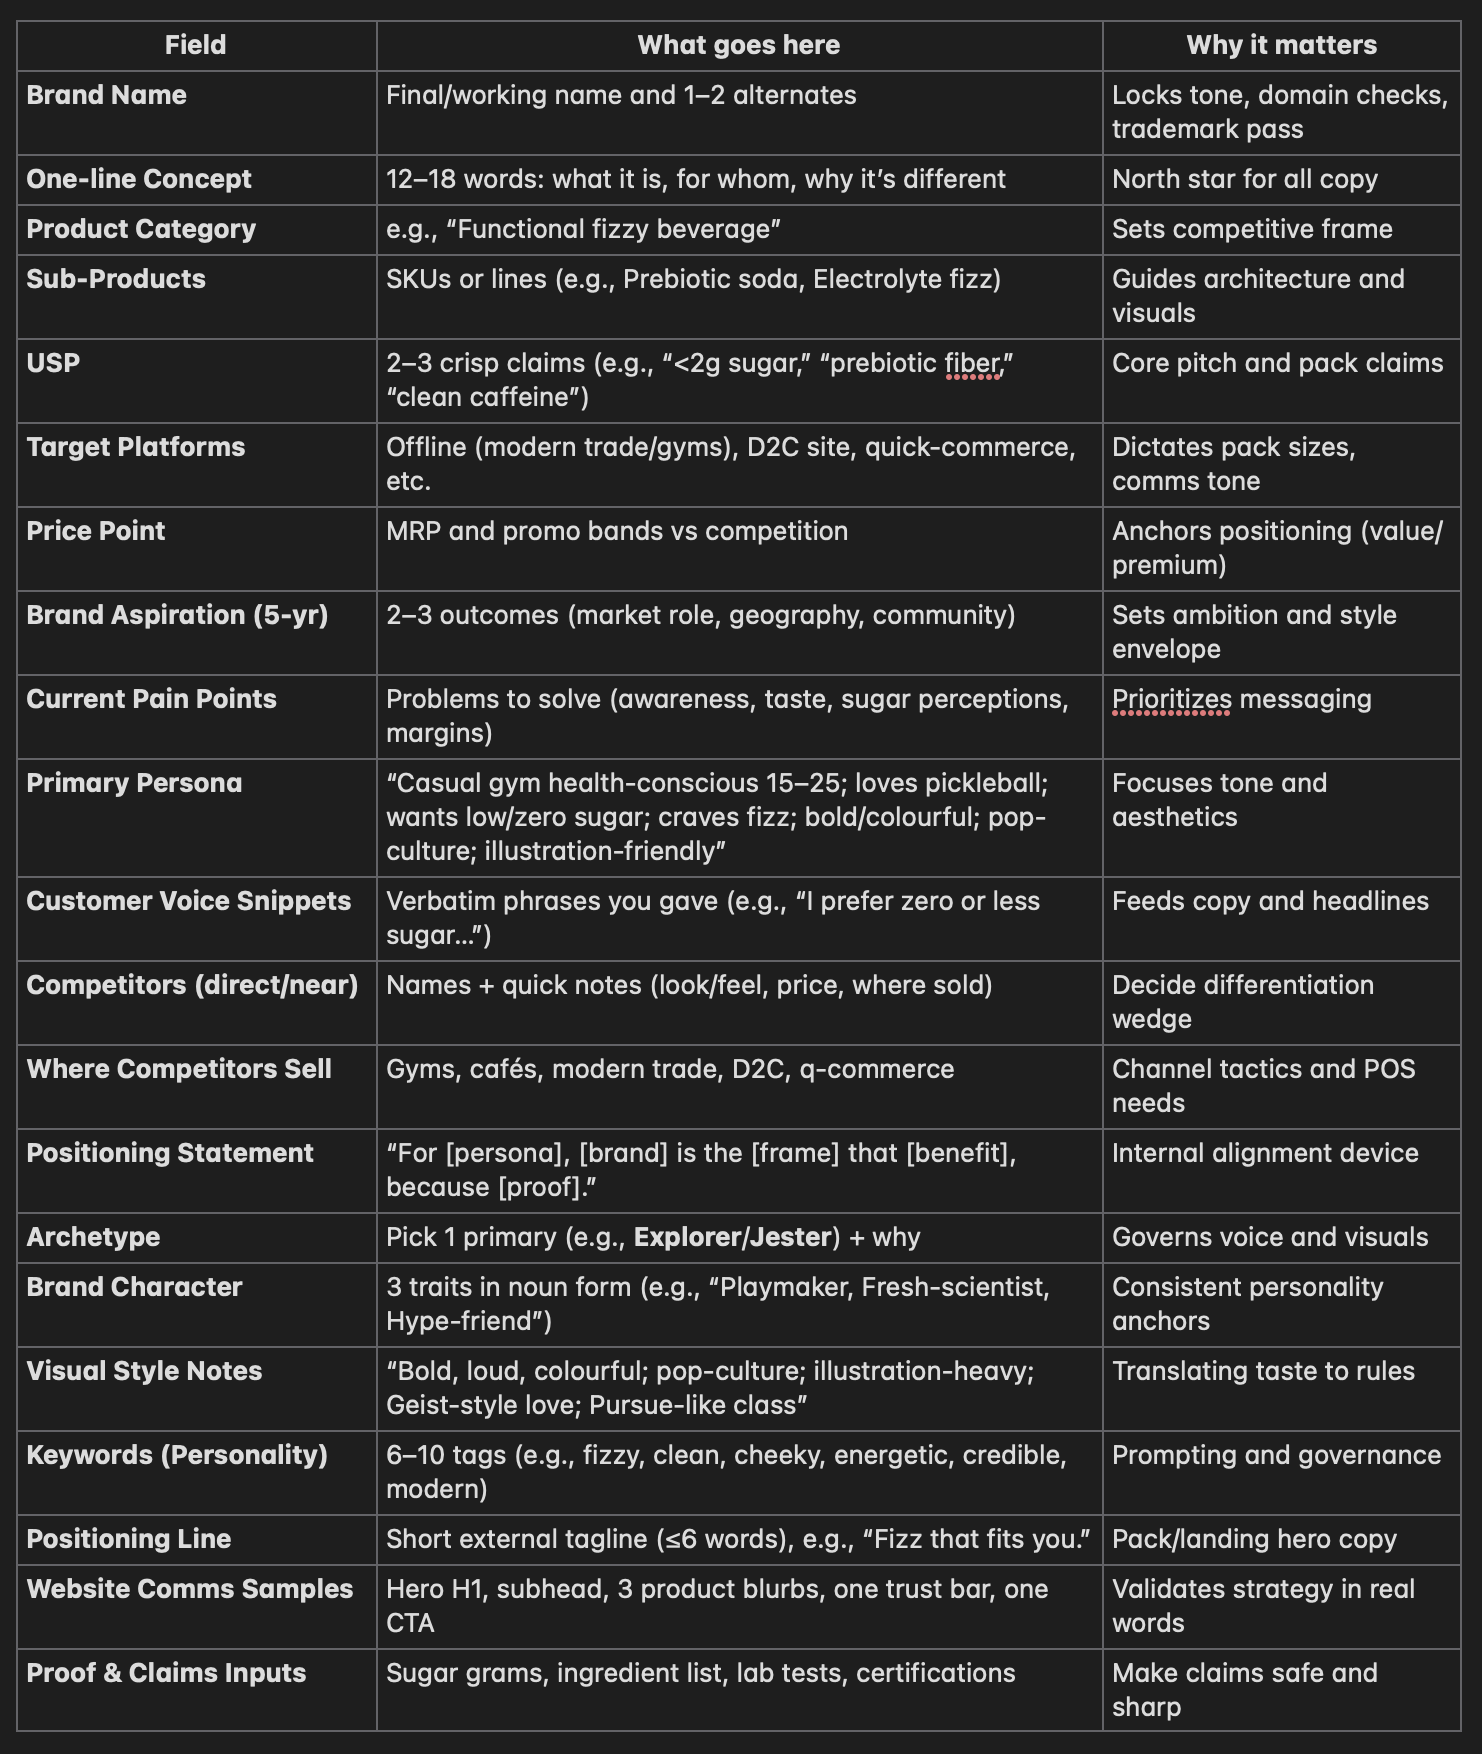 Field What goes here Why it matters
Brand Name Final/working name and 1–2 alternates Locks tone, domain checks,
trademark pass
One-line Concept 12–18 words: what it is, for whom, why it’s different North star for all copy
Product Category e.g., “Functional fizzy beverage” Sets competitive frame
Sub-Products SKUs or lines (e.g., Prebiotic soda, Electrolyte fizz) Guides architecture and
visuals
USP 2–3 crisp claims (e.g., “<2g sugar,” “prebiotic fiber,” Core pitch and pack claims
“clean caffeine”)
Target Platforms Offline (modern trade/gyms), D2C site, quick-commerce, Dictates pack sizes,
etc. comms tone
Price Point MRP and promo bands vs competition Anchors positioning (value/
premium)
Brand Aspiration (5-yr) 2–3 outcomes (market role, geography, community) Sets ambition and style
envelope
Current Pain Points Problems to solve (awareness, taste, sugar perceptions, Prioritizes messaging
margins)
Primary Persona “Casual gym health-conscious 15–25; loves pickleball; Focuses tone and
wants low/zero sugar; craves fizz; bold/colourful; pop- aesthetics
culture; illustration-friendly”
Customer Voice Snippets Verbatim phrases you gave (e.g., “I prefer zero or less Feeds copy and headlines
sugar…”)
Competitors (direct/near) Names + quick notes (look/feel, price, where sold) Decide differentiation
wedge
Where Competitors Sell Gyms, cafés, modern trade, D2C, q-commerce Channel tactics and POS
needs
Positioning Statement “For [persona], [brand] is the [frame] that [benefit], Internal alignment device
because [proof].”
Archetype Pick 1 primary (e.g., Explorer/Jester) + why Governs voice and visuals
Brand Character 3 traits in noun form (e.g., “Playmaker, Fresh-scientist, Consistent personality
Hype-friend”) anchors
Visual Style Notes “Bold, loud, colourful; pop-culture; illustration-heavy; Translating taste to rules
Geist-style love; Pursue-like class”
Keywords (Personality) 6–10 tags (e.g., fizzy, clean, cheeky, energetic, credible, Prompting and governance
modern)
Positioning Line Short external tagline (≤6 words), e.g., “Fizz that fits you.” Pack/landing hero copy
Website Comms Samples Hero H1, subhead, 3 product blurbs, one trust bar, one Validates strategy in real
CTA words
Proof & Claims Inputs Sugar grams, ingredient list, lab tests, certifications Make claims safe and
sharp